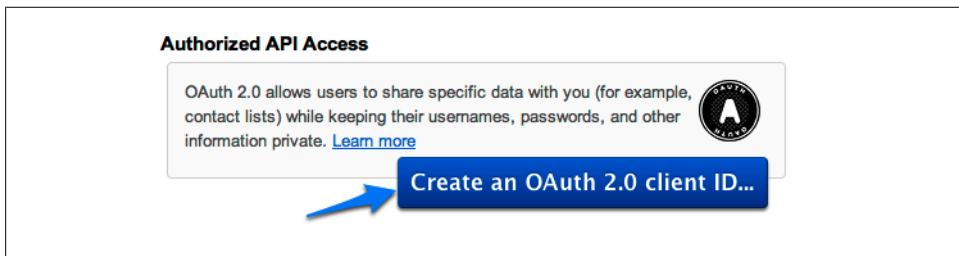 Authorized API Access
OAuth 2.0 allows users to share specific data with you (for example,
contact lists) while keeping their usernames, passwords, and other
information private. Learn more
OAUTH
A
OAUTH
Create an OAuth 2.0 client ID...